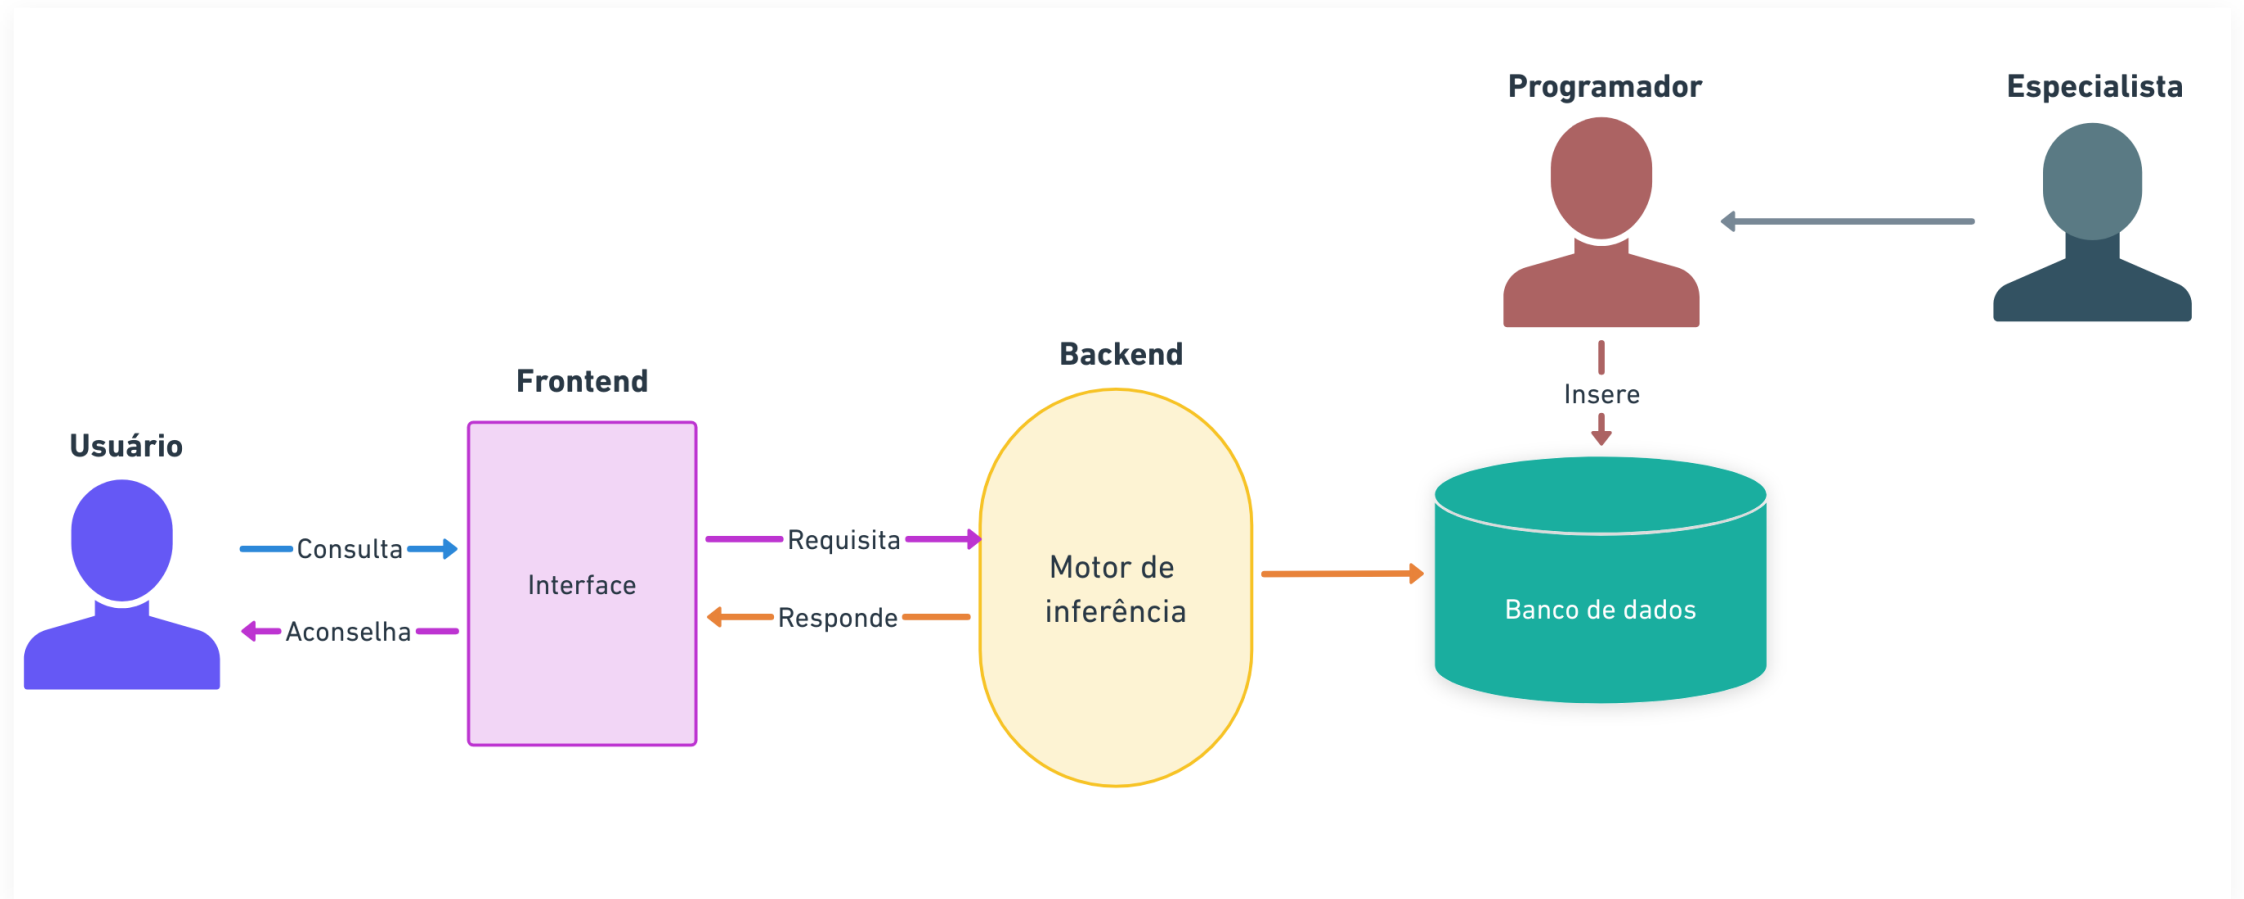 Programador
Especialista
Backend
Frontend
Insere
Usuário
Consulta
Requisita
Interface
Motor de
inferência
Banco de dados
Responde
Aconselha